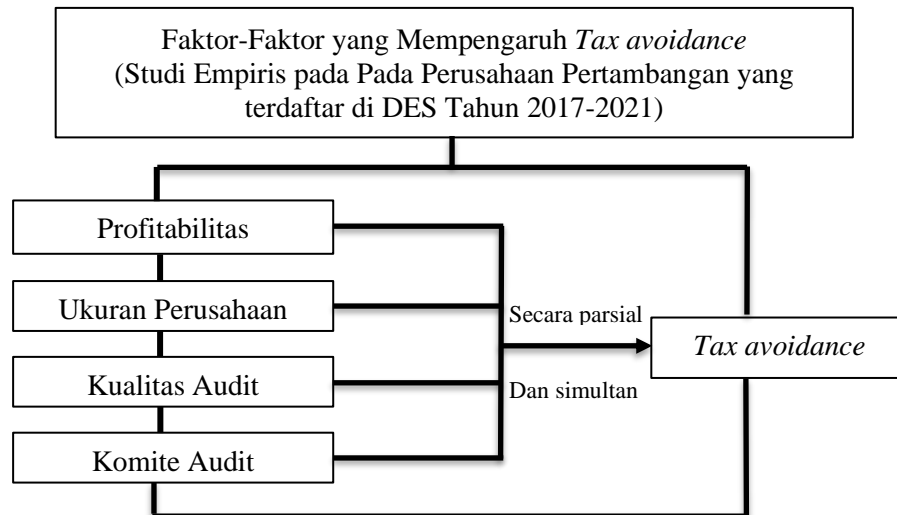 Faktor-Faktor yang Mempengaruh Tax avoidance
(Studi Empiris pada Pada Perusahaan Pertambangan yang
terdaftar di DES Tahun 2017-2021)
Profitabilitas
Ukuran Perusahaan
Kualitas Audit
Komite Audit
Secara parsial
Dan simultan
Tax avoidance